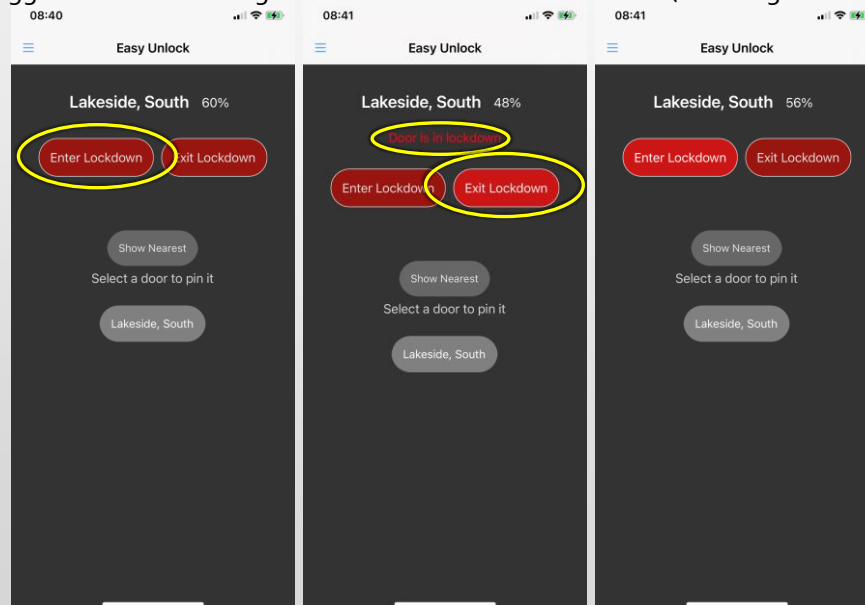 08:40
Easy Unlock
Lakeside, South 60%
Enter Lockdown Exit Lockdown
Show Nearest
Select a door to pin it
Lakeside, South
08:41
Easy Unlock
Lakeside, South 48%
Door is in lockdown
Enter Lockdown Exit Lockdown
Show Nearest
Select a door to pin it
Lakeside, South
08:41
Easy Unlock
Lakeside, South 56%
Enter Lockdown Exit Lockdown
Show Nearest
Select a door to pin it
Lakeside, South